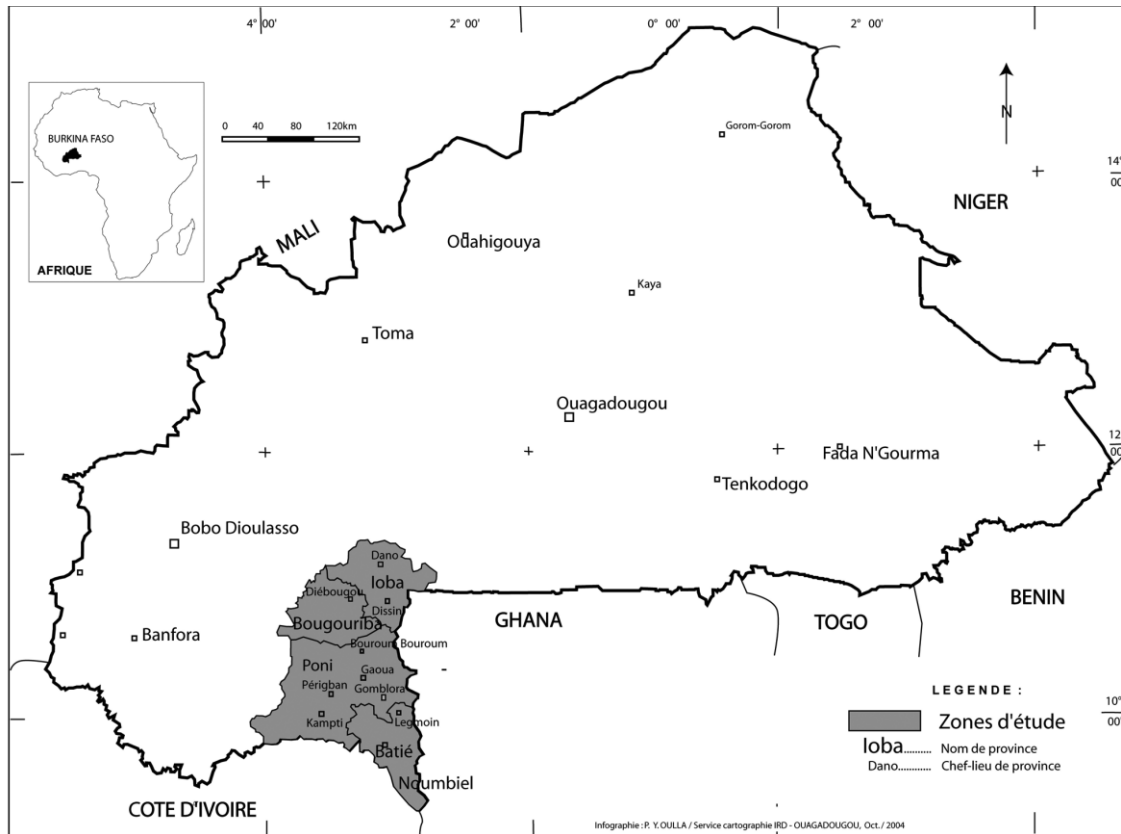 4° 00'
2° 00'
0° 00'
2° 00'
BURKINA FASO
AFRIQUE
0 40 80 120km
N
Gorom-Gorom
14°
00'
NIGER
MALI
Ouahigouya
Kaya
Toma
Ouagadougou
12
00'
Fada N'Gourma
Tenkodogo
Bobo Dioulasso
Dano
Ioba
Diébougou
Dissin
BENIN
Bougouriba
GHANA
TOGO
Banfora
Bouroum Bouroum
Poni
Gaoua
Périgban
Gomblora
Kampti
Legmoin
Batié
Noumbiel
COTE D'IVOIRE
10°
00'
LEGENDE :
Zones d'étude
Ioba......... Nom de province
Dano............ Chef-lieu de province
Infographie : P. Y. OULLA / Service cartographie IRD - OUAGADOUGOU, Oct. / 2004